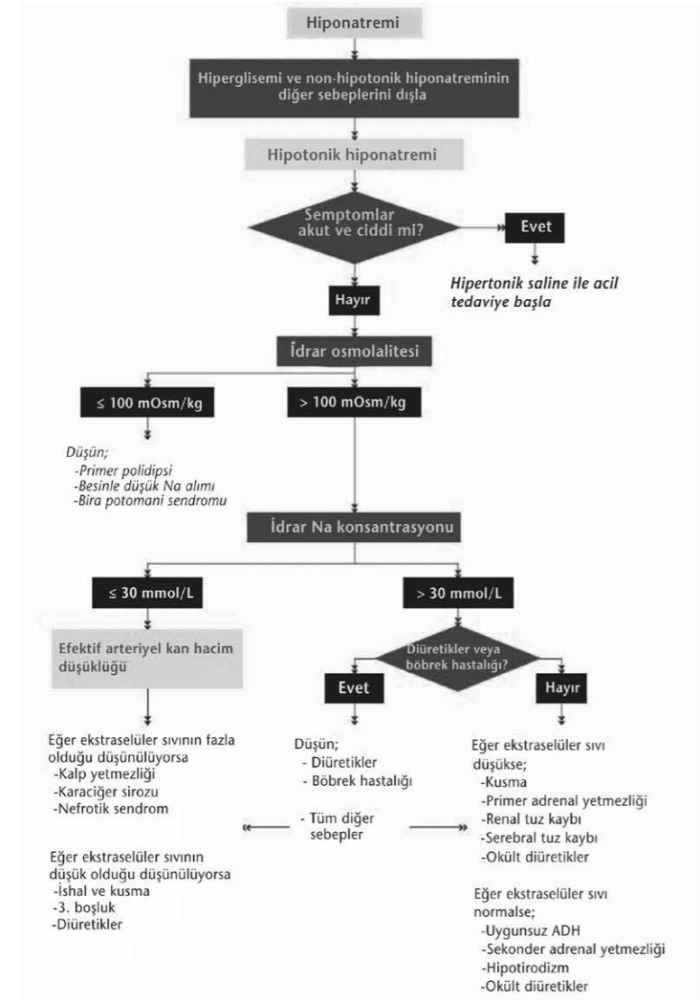 Hiponatremi
Hiperglisemi ve non-hipotonik hiponatreminin
diğer sebeplerini dışla
Hipotonik hiponatremi
Semptomlar
akut ve ciddi mi?
Evet
Hipertonik saline ile acil
tedaviye başla
Hayır
İdrar osmolalitesi
≤ 100 mOsm/kg
> 100 mOsm/kg
Düşün;
-Primer polidipsi
-Besinle düşük Na alımı
-Bira potomani sendromu
İdrar Na konsantrasyonu
≤ 30 mmol/L
> 30 mmol/L
Efektif arteriyel kan hacim
düşüklüğü
Diüretikler veya
böbrek hastalığı?
Evet
Hayır
Eğer ekstraselüler sıvının fazla
olduğu düşünülüyorsa
-Kalp yetmezliği
-Karaciğer sirozu
-Nefrotik sendrom
Eğer ekstraselüler sıvının
düşük olduğu düşünülüyorsa
-İshal ve kusma
-3. boşluk
-Diüretikler
Düşün;
- Diüretikler
- Böbrek hastalığı
- Tüm diğer
sebepler
Eğer ekstraselüler sıvı
düşükse;
-Kusma
-Primer adrenal yetmezliği
-Renal tuz kaybı
-Serebral tuz kaybı
-Okült diüretikler
Eğer ekstraselüler sıvı
normalse;
-Uygunsuz ADH
-Sekonder adrenal yetmezliği
-Hipotirodizm
-Okült diüretikler